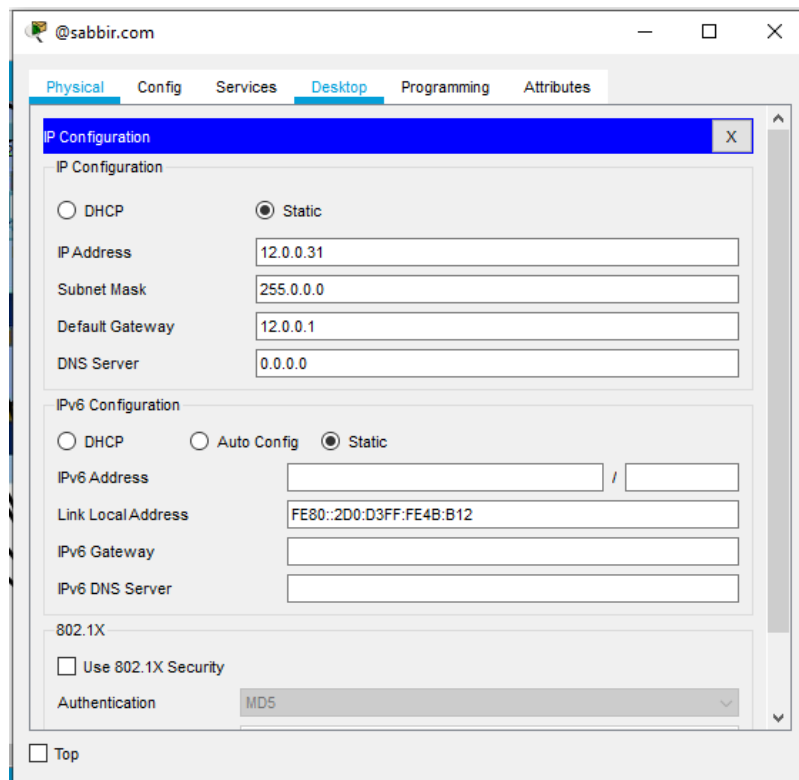 @sabbir.com
Physical Config Services Desktop Programming Attributes
IP Configuration X
IP Configuration
DHCP Static
IP Address 12.0.0.31
Subnet Mask 255.0.0.0
Default Gateway 12.0.0.1
DNS Server 0.0.0.0
IPv6 Configuration
DHCP Auto Config Static
IPv6 Address /
Link Local Address FE80::2D0:D3FF:FE4B:B12
IPv6 Gateway
IPv6 DNS Server
802.1X
Use 802.1X Security
Authentication MD5
Top